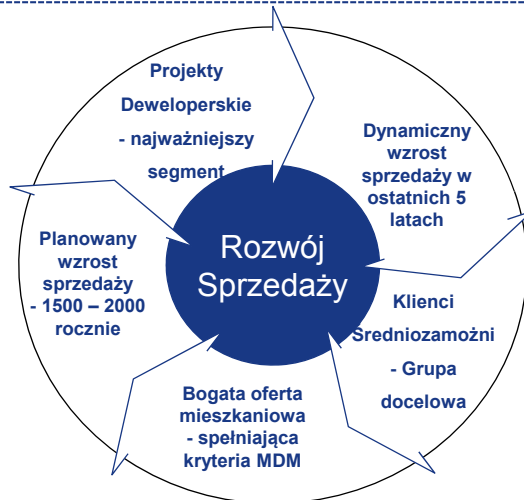 Projekty
Deweloperskie
- najważniejszy
segment
Dynamiczny
wzrost
sprzedaży w
ostatnich 5
latach
Planowany
wzrost
sprzedaży
- 1500 – 2000
rocznie
Rozwój
Sprzedaży
Klienci
Średniozamożni
- Grupa
docelowa
Bogata oferta
mieszkaniowa
- spełniająca
kryteria MDM